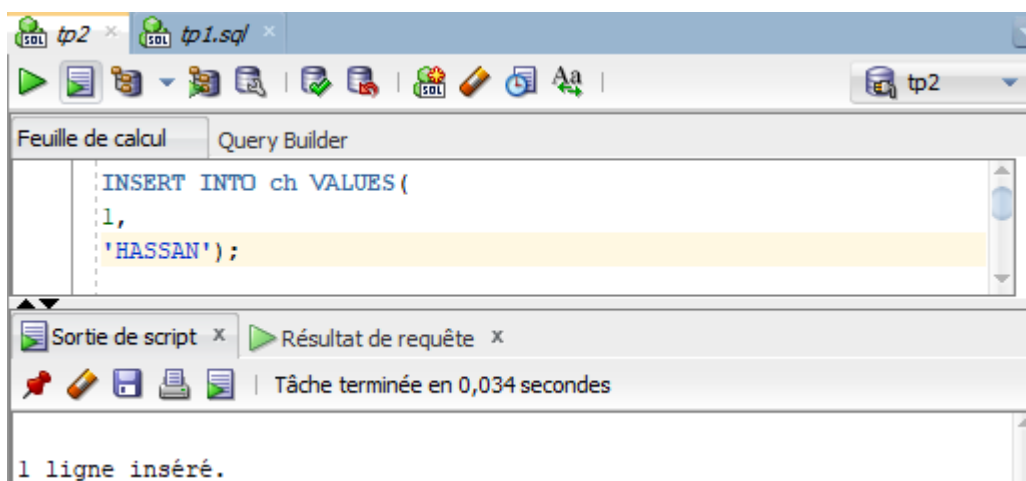 tp2 tp1.sql
tp2
Feuille de calcul Query Builder
INSERT INTO ch VALUES(
1,
'HASSAN');
Sortie de script x Résultat de requête x
Tâche terminée en 0,034 secondes
1 ligne inséré.